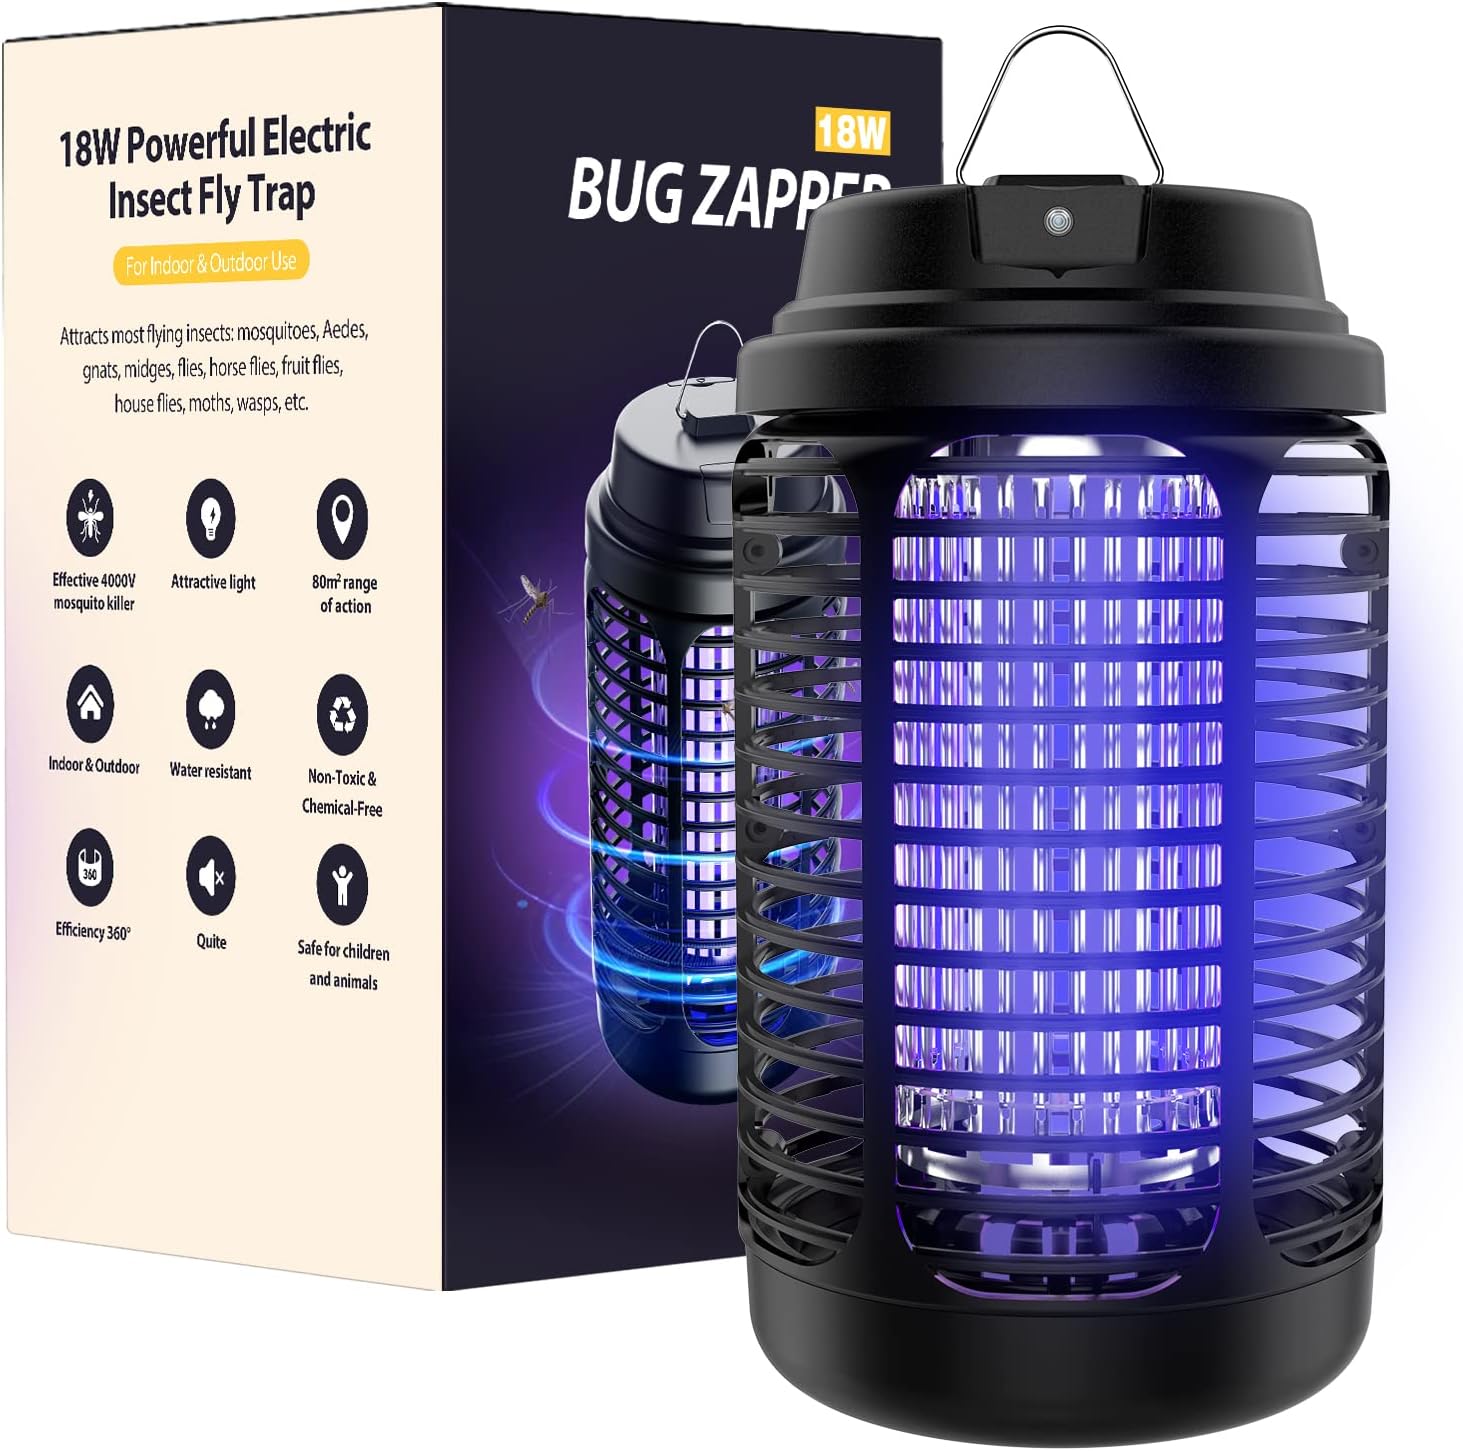 18W Powerful Electric
Insect Fly Trap
For Indoor & Outdoor Use
Attracts most flying insects: mosquitoes, Aedes,
gnats, midges, flies, horse flies, fruit flies,
house flies, moths, wasps, etc.
Effective 4000V
mosquito killer
Attractive light
80m² range
of action
Indoor & Outdoor
Water resistant
Non-Toxic &
Chemical-Free
360
Efficiency 360°
Quite
Safe for children
and animals
18W
BUG ZAPPER